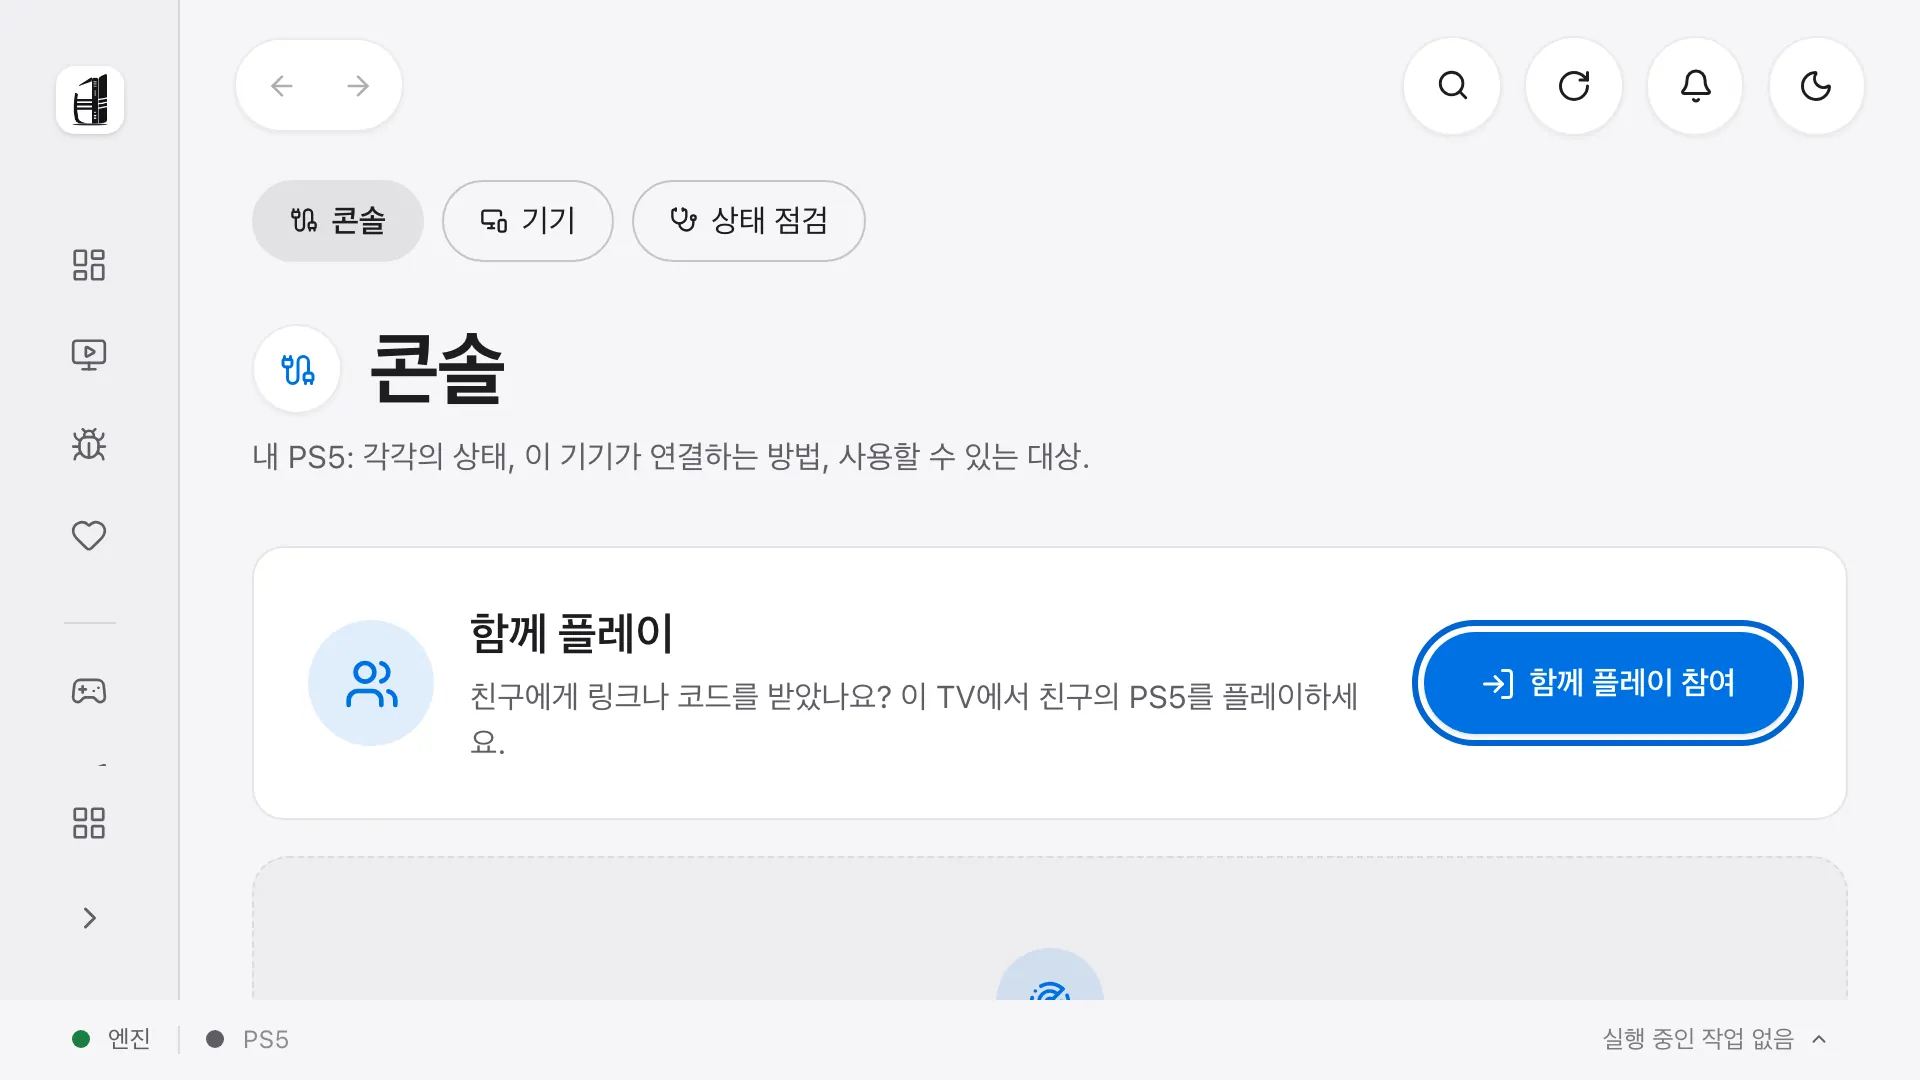 콘솔
기기
상태 점검
콘솔
내 PS5: 각각의 상태, 이 기기가 연결하는 방법, 사용할 수 있는 대상.
함께 플레이
친구에게 링크나 코드를 받았나요? 이 TV에서 친구의 PS5를 플레이하세
요.
함께 플레이 참여
엔진
PS5
실행 중인 작업 없음